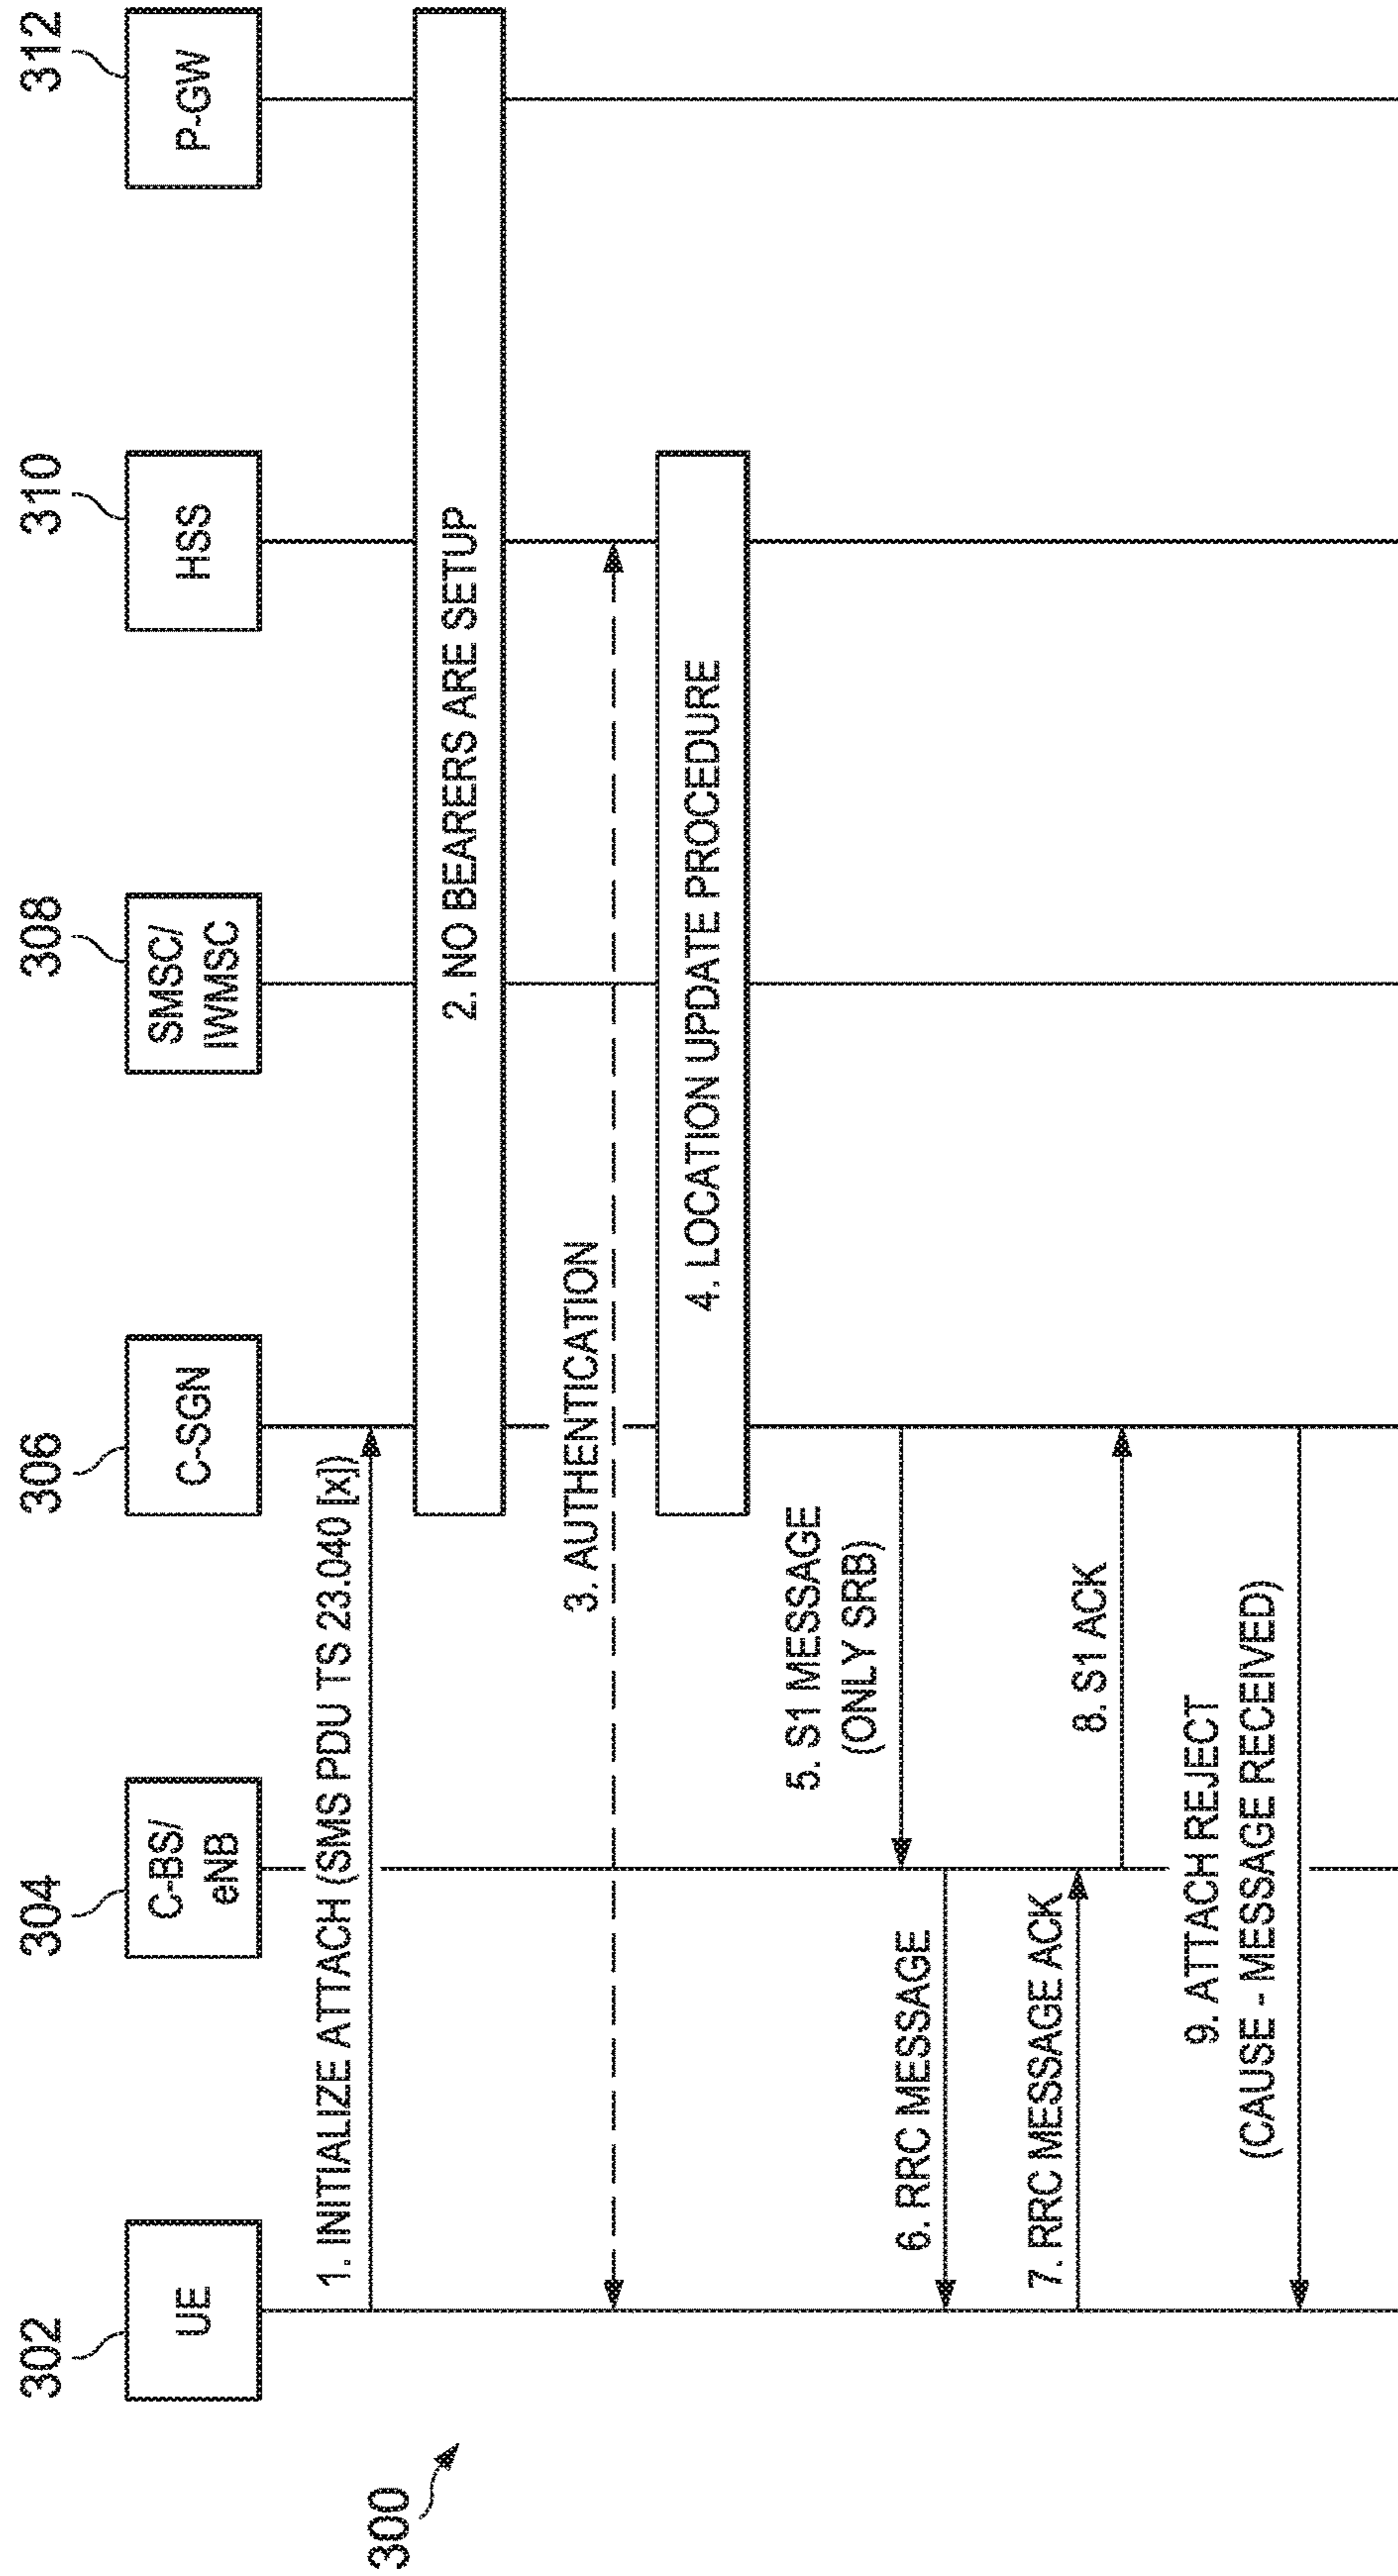 300
302
304
306
308
310
312
UE
C-BS/
eNB
C-SGN
SMSC/
IWMSC
HSS
P-GW
1. INITIALIZE ATTACH (SMS PDU TS 23.040 [x])
2. NO BEARERS ARE SETUP
3. AUTHENTICATION
4. LOCATION UPDATE PROCEDURE
5. S1 MESSAGE
(ONLY SRB)
6. RRC MESSAGE
7. RRC MESSAGE ACK
8. S1 ACK
9. ATTACH REJECT
(CAUSE - MESSAGE RECEIVED)